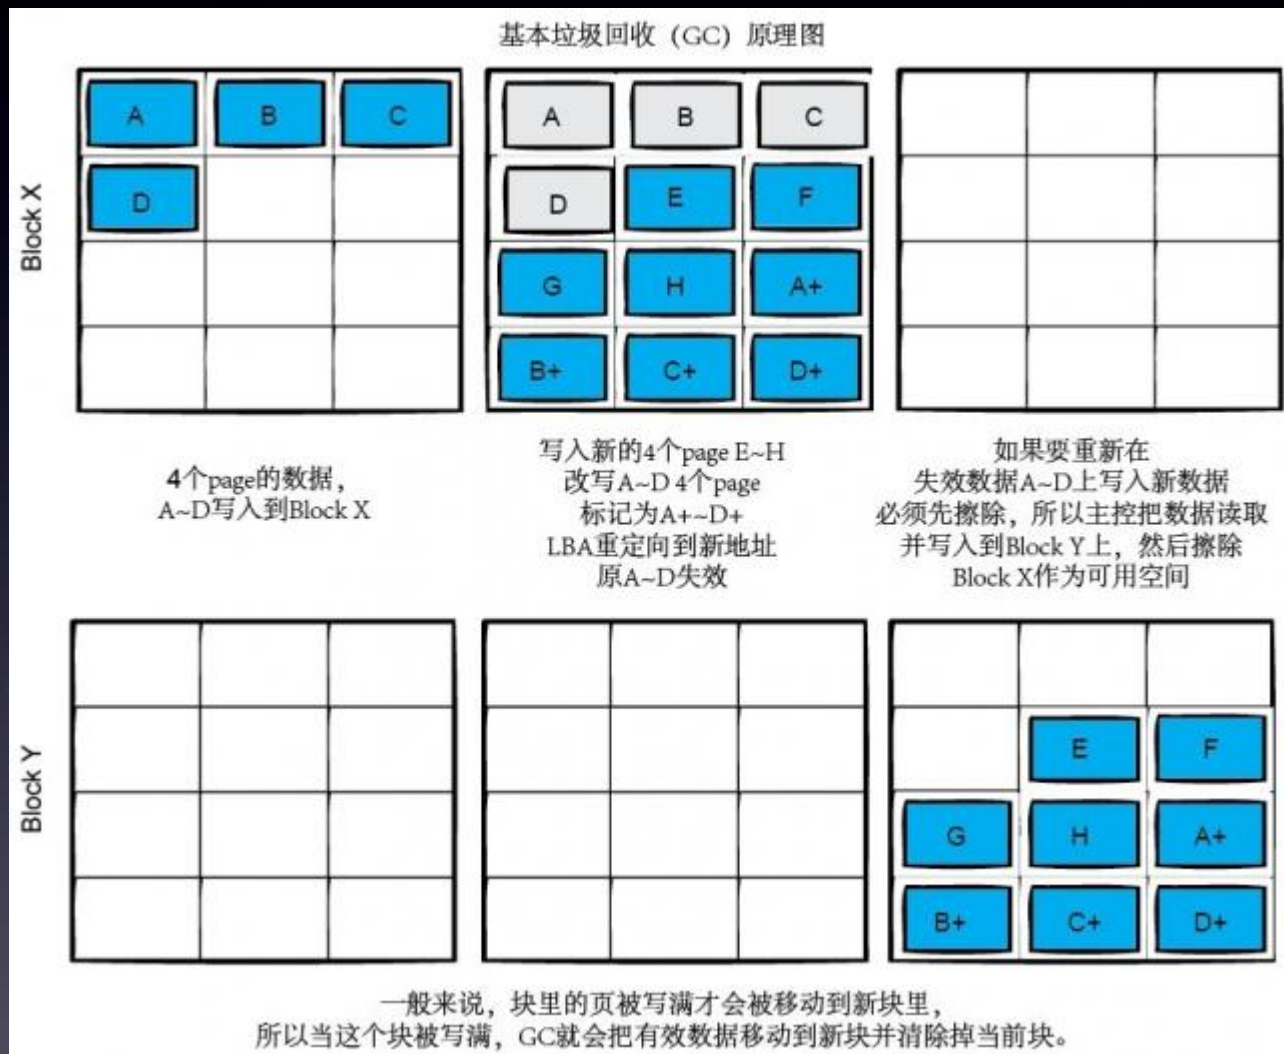 基本垃圾回收（GC）原理图
Block X
A B C
D
A B C
D E F
G H A+
B+ C+ D+
4个page的数据，
A~D写入到Block X
写入新的4个page E~H
改写A~D 4个page
标记为A+~D+
LBA重定向到新地址
原A~D失效
如果要重新在
失效数据A~D上写入新数据
必须先擦除，所以主控把数据读取
并写入到Block Y上，然后擦除
Block X作为可用空间
Block Y
E F
G H A+
B+ C+ D+
一般来说，块里的页被写满才会被移动到新块里，
所以当这个块被写满，GC就会把有效数据移动到新块并清除掉当前块。